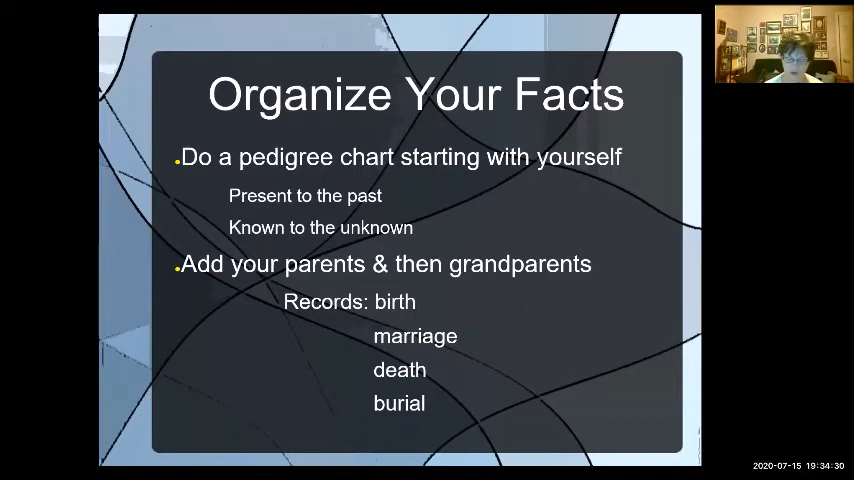 Organize Your Facts
Do a pedigree chart starting with yourself
Present to the past
Known to the unknown
Add your parents & then grandparents
Records: birth
marriage
death
burial
2020-07-15 19:34:30